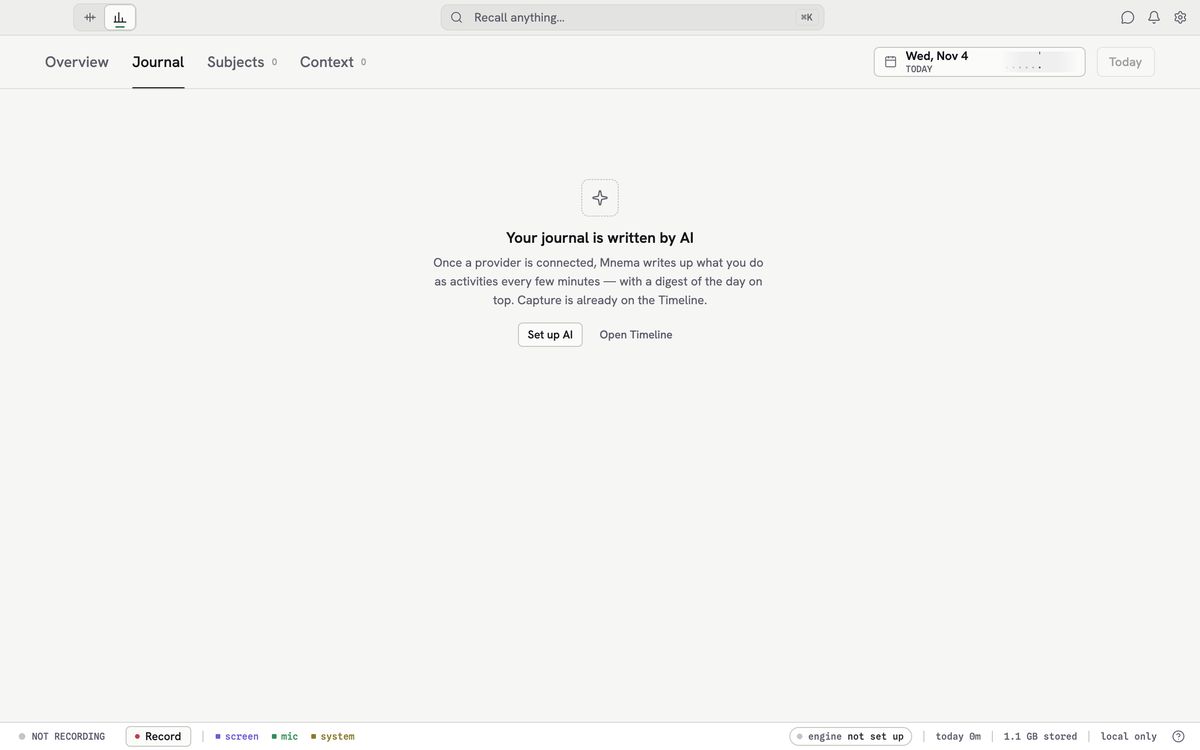 Recall anything...
⌘K
Overview
Journal
Subjects 0
Context 0
Wed, Nov 4
TODAY
Today
Your journal is written by AI
Once a provider is connected, Mnema writes up what you do
as activities every few minutes — with a digest of the day on
top. Capture is already on the Timeline.
Set up AI
Open Timeline
NOT RECORDING
Record
screen
mic
system
engine not set up
today 0m
1.1 GB stored
local only